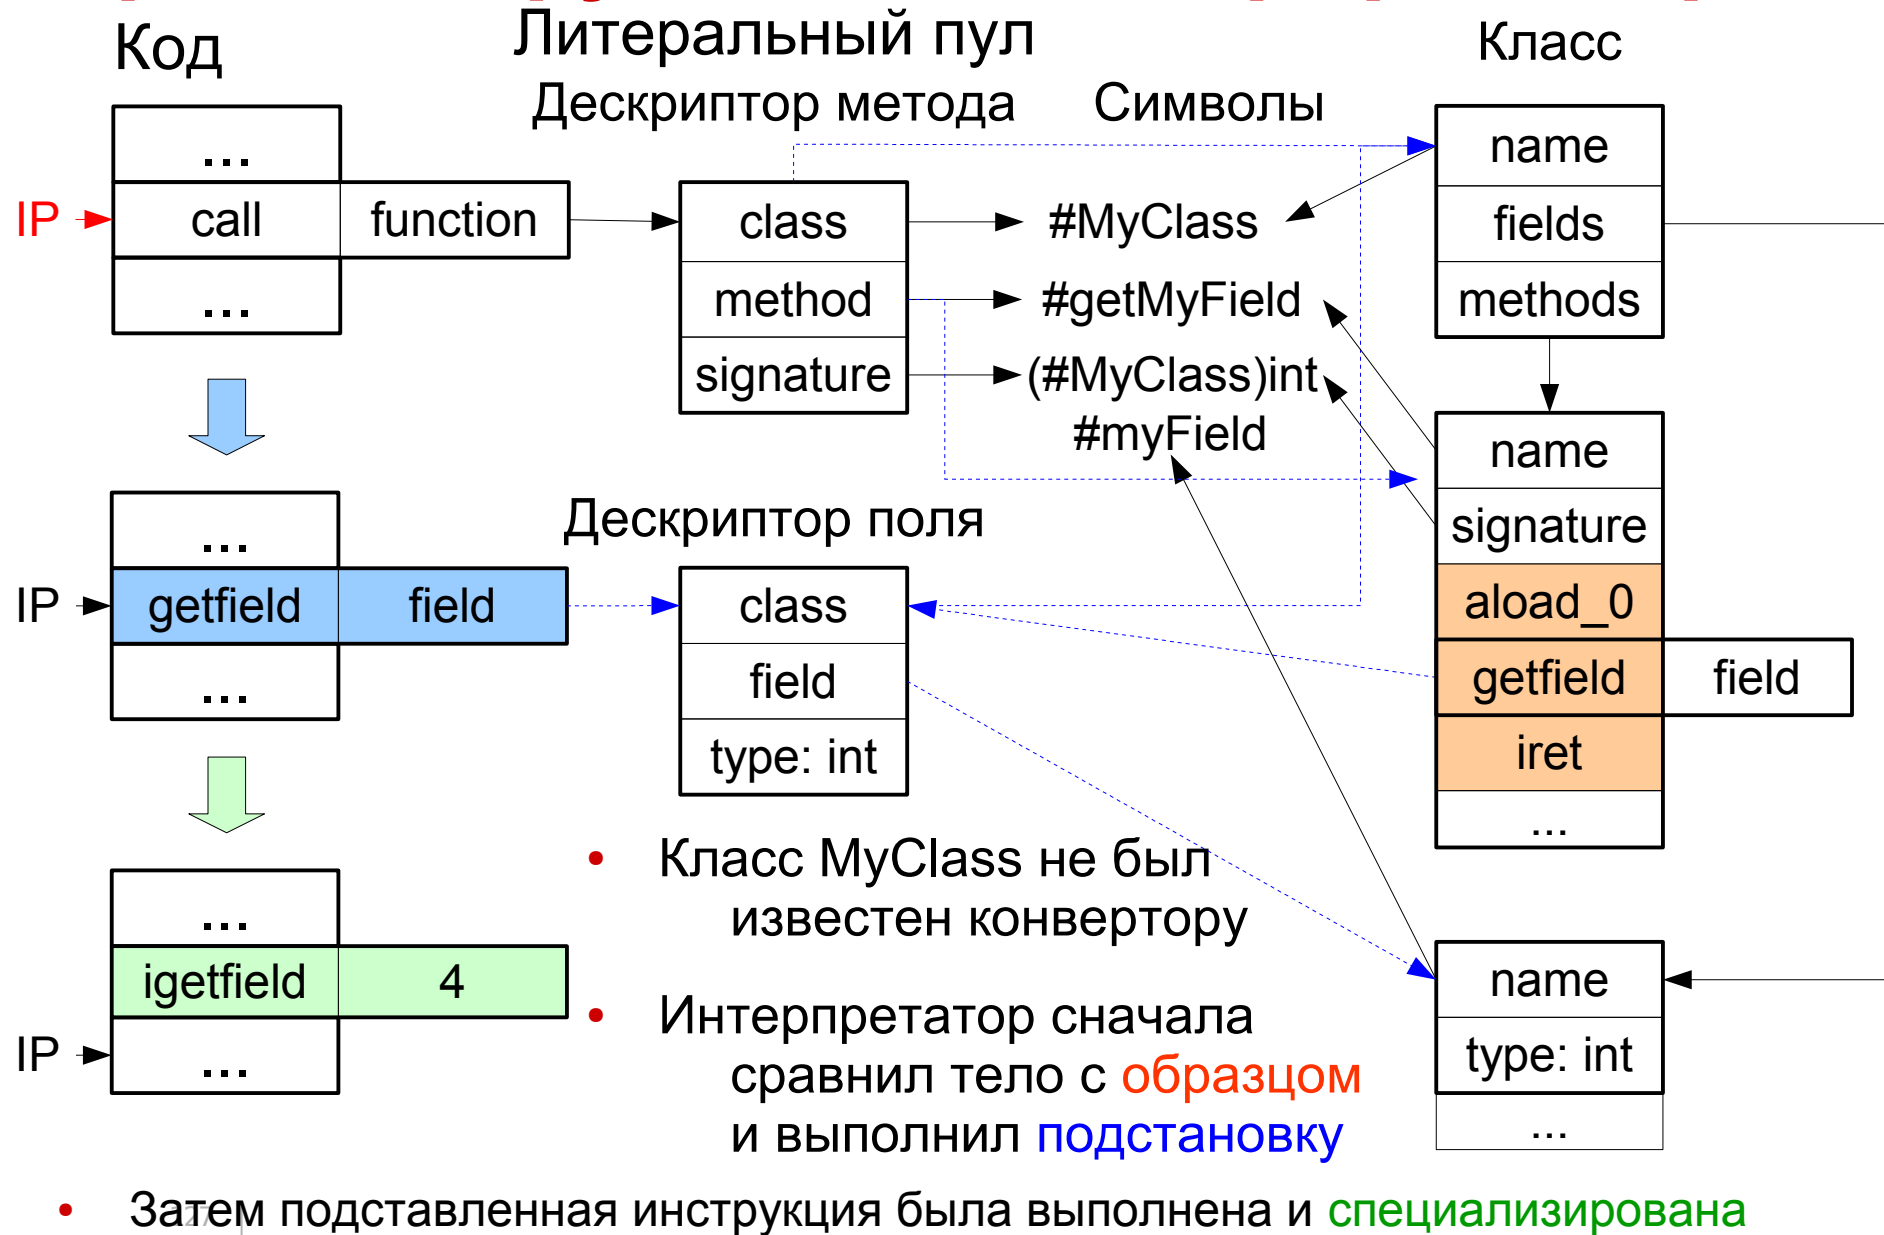 Код
Литеральный пул
Класс
Дескриптор метода
Символы
...
IP
call
function
...
class
method
signature
#MyClass
#getMyField
(#MyClass)int
#myField
name
fields
methods
name
signature
aload_0
getfield
field
iret
...
Дескриптор поля
...
IP
getfield
field
...
class
field
type: int
...
igetfield
4
IP
...
name
type: int
...
• Класс MyClass не был
известен конвертору
• Интерпретатор сначала
сравнил тело с образцом
и выполнил подстановку
• Затем подставленная инструкция была выполнена и специализирована
127